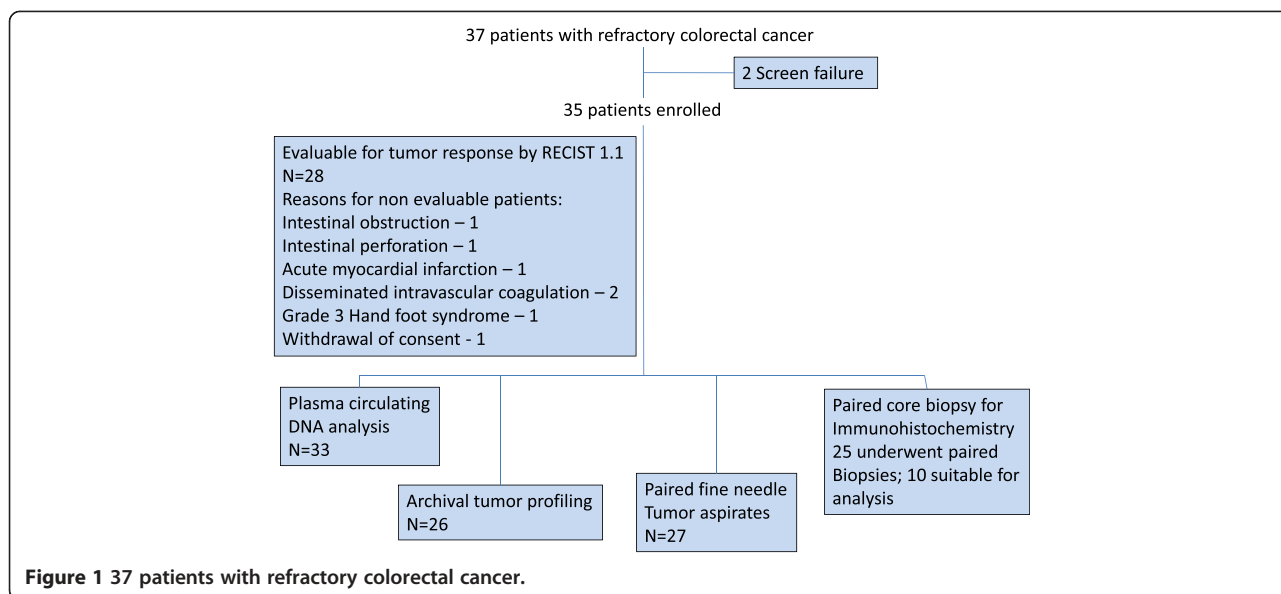 37 patients with refractory colorectal cancer
2 Screen failure
35 patients enrolled
Evaluable for tumor response by RECIST 1.1
N=28
Reasons for non evaluable patients:
Intestinal obstruction – 1
Intestinal perforation – 1
Acute myocardial infarction – 1
Disseminated intravascular coagulation – 2
Grade 3 Hand foot syndrome – 1
Withdrawal of consent - 1
Plasma circulating
DNA analysis
N=33
Archival tumor profiling
N=26
Paired fine needle
Tumor aspirates
N=27
Paired core biopsy for
Immunohistochemistry
25 underwent paired
Biopsies; 10 suitable for
analysis
Figure 1 37 patients with refractory colorectal cancer.